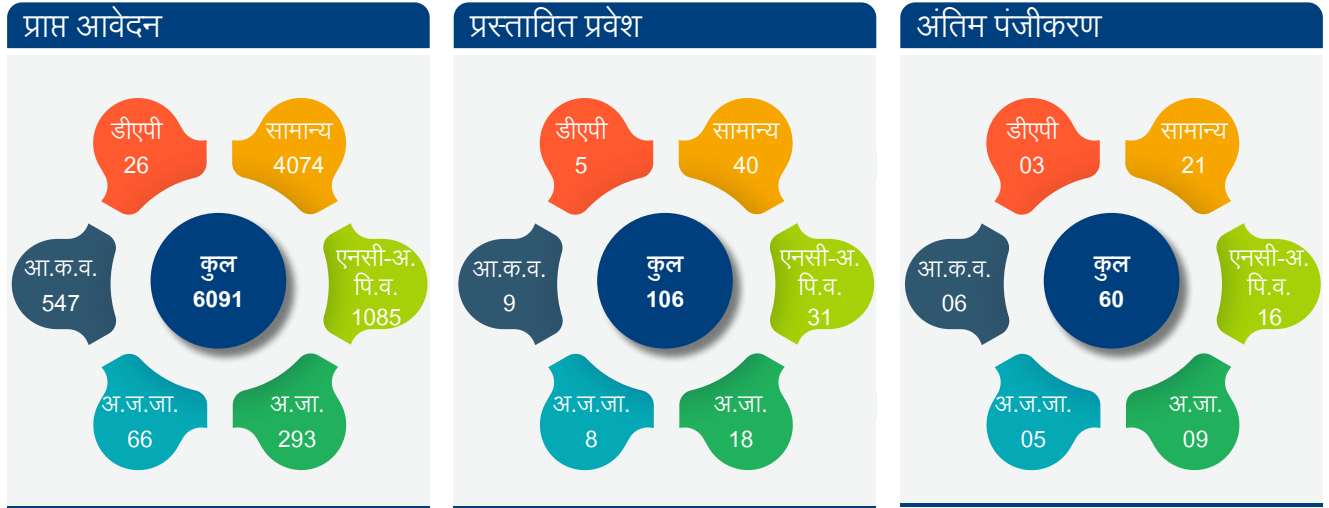 प्राप्त आवेदन
डीएपी
26
सामान्य
4074
आ.क.व.
547
कुल
6091
एनसी-अ.
पि.व.
1085
अ.ज.जा.
66
अ.जा.
293
प्रस्तावित प्रवेश
डीएपी
5
सामान्य
40
आ.क.व.
9
कुल
106
एनसी-अ.
पि.व.
31
अ.ज.जा.
8
अ.जा.
18
अंतिम पंजीकरण
डीएपी
03
सामान्य
21
आ.क.व.
06
कुल
60
एनसी-अ.
पि.व.
16
अ.ज.जा.
05
अ.जा.
09